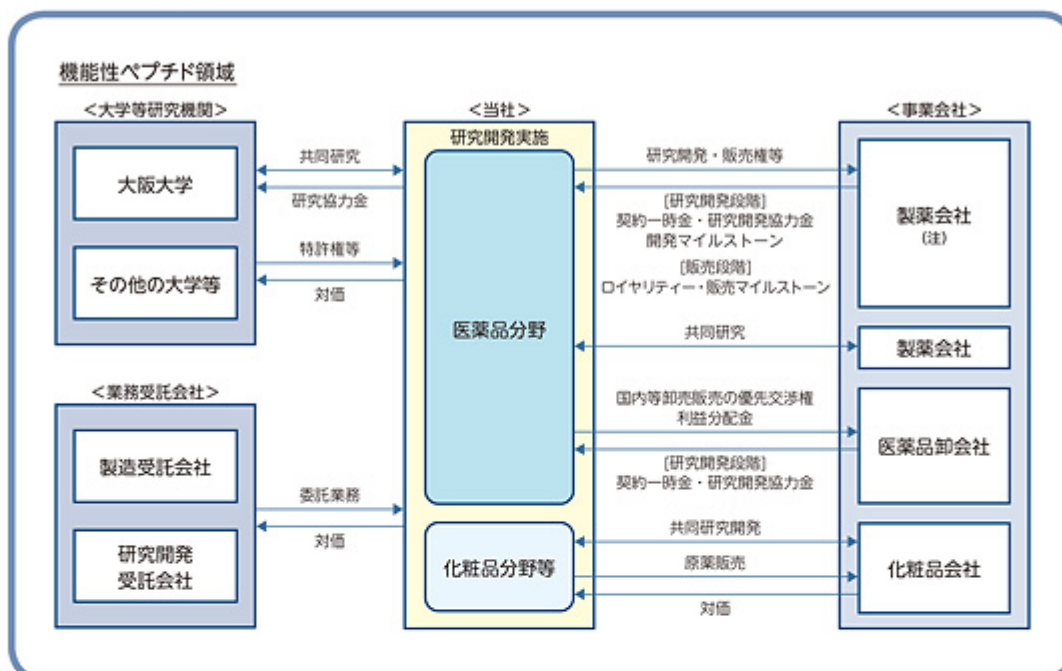 機能性ペプチド領域
＜大学等研究機関＞
大阪大学
その他の大学等
共同研究
研究協力金
特許権等
対価
＜業務受託会社＞
製造受託会社
研究開発
受託会社
委託業務
対価
＜当社＞
研究開発実施
医薬品分野
化粧品分野等
研究開発・販売権等
[研究開発段階]
契約一時金・研究開発協力金
開発マイルストーン
[販売段階]
ロイヤリティー・販売マイルストーン
共同研究
国内等卸売販売の優先交渉権
利益分配金
[研究開発段階]
契約一時金・研究開発協力金
共同研究開発
原薬販売
対価
＜事業会社＞
製薬会社
(注)
製薬会社
医薬品卸会社
化粧品会社